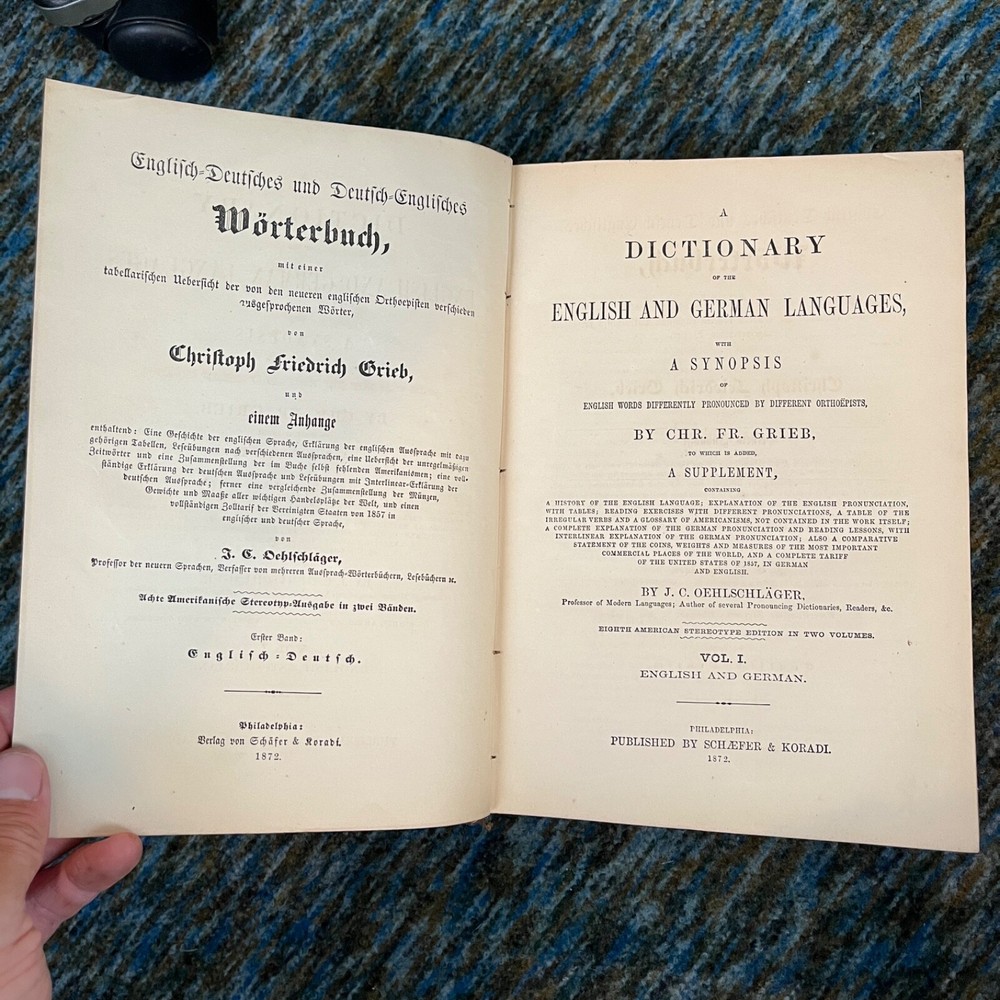 Englisch-Deutsches und Deutsch-Englisches
Wörterbuch,
mit einer
tabellarischen Uebersicht der von den neueren englischen Orthoepisten verschieden
ausgesprochenen Wörter,
von
Christoph Friedrich Grieb,
und
einem Anhange
enthaltend: Eine Geschichte der englischen Sprache, Erklärung der englischen Aussprache mit dazu
gehörigen Tabellen, Leseübungen nach verschiedenen Aussprachen, eine Uebersicht der unregelmäßigen
Zeitwörter und eine Zusammenstellung der im Buche selbst fehlenden Amerikanismen; eine voll-
ständige Erklärung der deutschen Aussprache und Leseübungen mit Interlinear-Erklärung der
deutschen Aussprache; ferner eine vergleichende Zusammenstellung der Münzen,
Gewichte und Maaße aller wichtigen Handelsplätze der Welt, und einen
vollständigen Zolltarif der Vereinigten Staaten von 1857 in
englischer und deutscher Sprache,
von
J. C. Oehlschläger,
Professor der neuern Sprachen, Verfasser von mehreren Aussprach-Wörterbüchern, Lesebüchern ꝛc.
Achte Amerikanische Stereotyp-Ausgabe in zwei Bänden.
Erster Band:
Englisch-Deutsch.
Philadelphia:
Verlag von Schäfer & Koradi.
1872.
A
DICTIONARY
OF THE
ENGLISH AND GERMAN LANGUAGES,
WITH
A SYNOPSIS
OF
ENGLISH WORDS DIFFERENTLY PRONOUNCED BY DIFFERENT ORTHOËPISTS,
BY CHR. FR. GRIEB,
TO WHICH IS ADDED,
A SUPPLEMENT,
CONTAINING
A HISTORY OF THE ENGLISH LANGUAGE; EXPLANATION OF THE ENGLISH PRONUNCIATION,
WITH TABLES; READING EXERCISES WITH DIFFERENT PRONUNCIATIONS, A TABLE OF THE
IRREGULAR VERBS AND A GLOSSARY OF AMERICANISMS, NOT CONTAINED IN THE WORK ITSELF;
A COMPLETE EXPLANATION OF THE GERMAN PRONUNCIATION AND READING LESSONS, WITH
INTERLINEAR EXPLANATION OF THE GERMAN PRONUNCIATION; ALSO A COMPARATIVE
STATEMENT OF THE COINS, WEIGHTS AND MEASURES OF THE MOST IMPORTANT
COMMERCIAL PLACES OF THE WORLD, AND A COMPLETE TARIFF
OF THE UNITED STATES OF 1857, IN GERMAN
AND ENGLISH.
BY J. C. OEHLSCHLÄGER,
Professor of Modern Languages; Author of several Pronouncing Dictionaries, Readers, &c.
EIGHTH AMERICAN STEREOTYPE EDITION IN TWO VOLUMES.
VOL. I.
ENGLISH AND GERMAN.
PHILADELPHIA:
PUBLISHED BY SCHÆFER & KORADI.
1872.